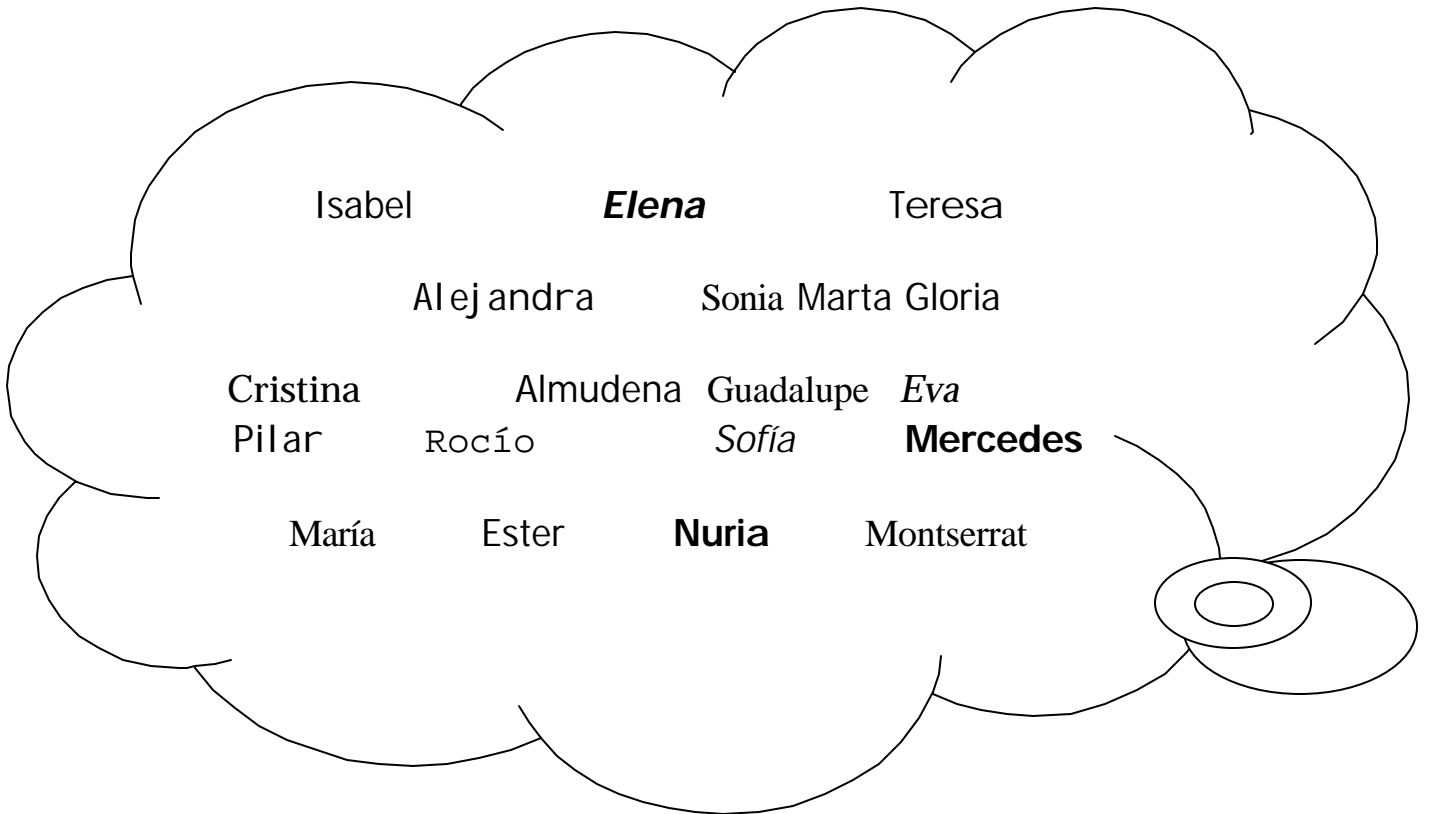 Isabel Elena Teresa
Alejandra Sonia Marta Gloria
Cristina Almudena Guadalupe Eva
Pilar Rocío Sofía Mercedes
María Ester Nuria Montserrat